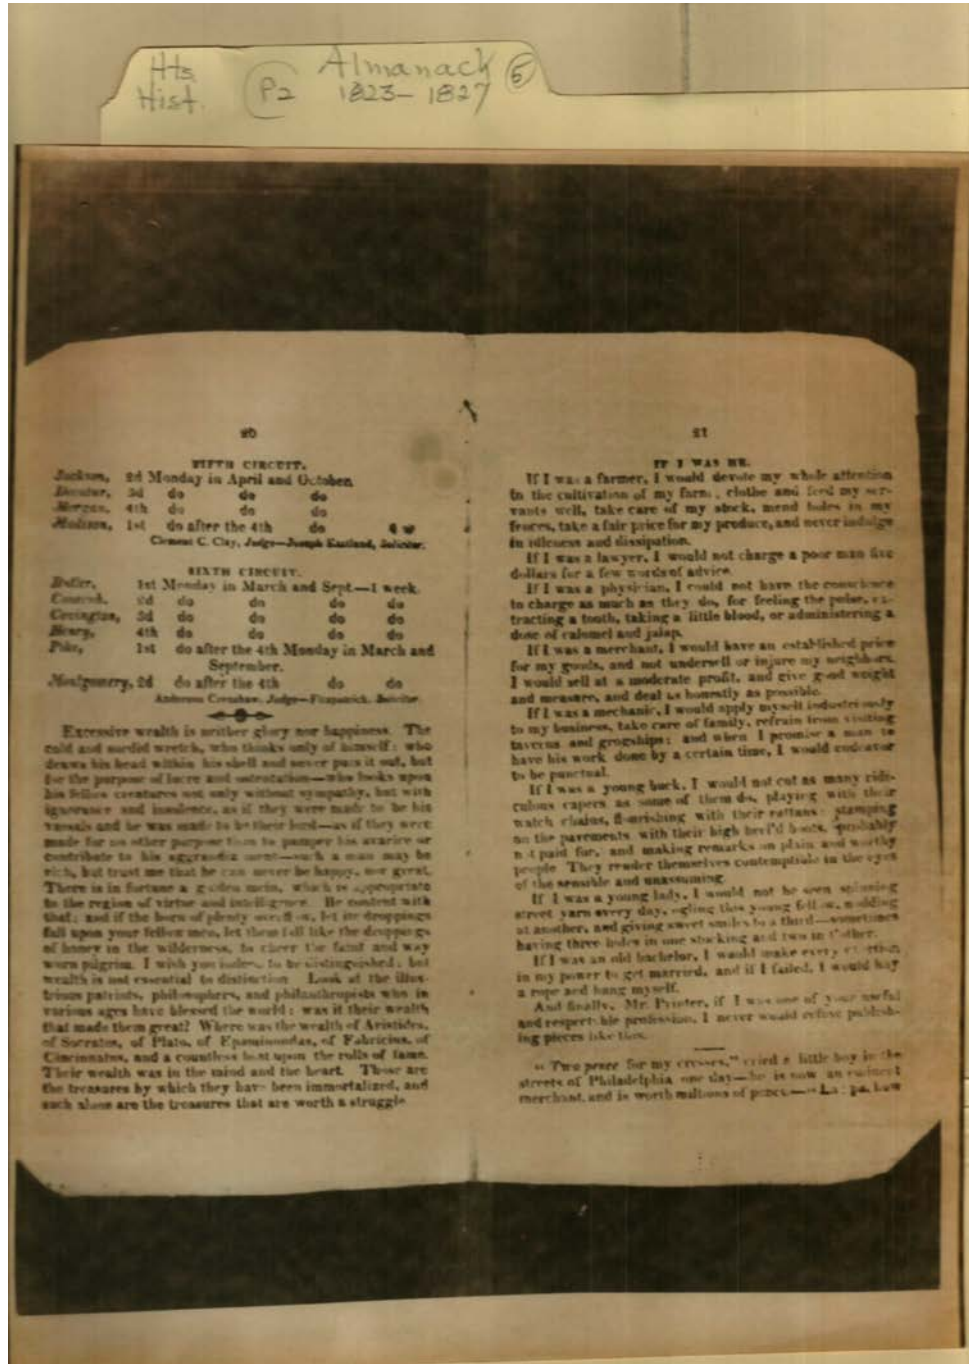 Hts. Hist. P2 Almanack 1823-1827 5
20
FIFTH CIRCUIT.
Jackson, 2d Monday in April and October.
Decatur, 3d do do do
Morgan, 4th do do do
Madison, 1st do after the 4th do 4 w
Clement C. Clay, Judge—Joseph Eastland, Solicitor.
SIXTH CIRCUIT.
Butler, 1st Monday in March and Sept—1 week.
Conecuh, 2d do do do do
Covington, 3d do do do do
Henry, 4th do do do do
Pike, 1st do after the 4th Monday in March and
September.
Montgomery, 2d do after the 4th do do
Anderson Crenshaw, Judge—Fitzpatrick, Solicitor.
Excessive wealth is neither glory nor happiness. The
cold and sordid wretch, who thinks only of himself; who
draws his head within his shell and never puts it out, but
for the purpose of lucre and ostentation—who looks upon
his fellow creatures not only without sympathy, but with
ignorance and insolence, as if they were made to be his
vassals and he was made to be their lord—as if they were
made for no other purpose than to pamper his avarice or
contribute to his aggrandizement—such a man may be
rich, but trust me that he can never be happy, nor great.
There is in fortune a golden mein, which is appropriate
to the region of virtue and intelligence. Be content with
that; and if the horn of plenty overflow, let its droppings
fall upon your fellow men, let them fall like the droppings
of honey in the wilderness, to cheer the faint and way
worn pilgrim. I wish you indeed to be distinguished; but
wealth is not essential to distinction. Look at the illus-
trious patriots, philosophers, and philanthropists who in
various ages have blessed the world: was it their wealth
that made them great? Where was the wealth of Aristides,
of Socrates, of Plato, of Epaminondas, of Fabricius, of
Cincinnatus, and a countless host upon the rolls of fame.
Their wealth was in the mind and the heart. Those are
the treasures by which they have been immortalized, and
such alone are the treasures that are worth a struggle
21
IF I WAS HE.
If I was a farmer, I would devote my whole attention
to the cultivation of my farm, clothe and feed my ser-
vants well, take care of my stock, mend holes in my
fences, take a fair price for my produce, and never indulge
in idleness and dissipation.
If I was a lawyer, I would not charge a poor man five
dollars for a few words of advice.
If I was a physician, I could not have the conscience
to charge as much as they do, for feeling the pulse, ex-
tracting a tooth, taking a little blood, or administering a
dose of calomel and jalap.
If I was a merchant, I would have an established price
for my goods, and not undersell or injure my neighbors.
I would sell at a moderate profit, and give good weight
and measure, and deal as honestly as possible.
If I was a mechanic, I would apply myself industriously
to my business, take care of family, refrain from visiting
taverns and grogshops; and when I promise a man to
have his work done by a certain time, I would endeavor
to be punctual.
If I was a young buck, I would not cut as many ridi-
culous capers as some of them do, playing with their
watch chains, flourishing with their rattans; stamping
on the pavements with their high heel'd boots, probably
not paid for, and making remarks on plain and worthy
people. They render themselves contemptible in the eyes
of the sensible and unassuming.
If I was a young lady, I would not be seen spinning
street yarn every day, ogling this young fellow, nodding
at another, and giving sweet smiles to a third—sometimes
having three holes in one stocking and two in t'other.
If I was an old bachelor, I would make every exertion
in my power to get married, and if I failed, I would buy
a rope and hang myself.
And finally, Mr. Printer, if I was one of your useful
and respectable profession, I never would refuse publish-
ing pieces like this.
"Two pence for my cresses," cried a little boy in the
streets of Philadelphia one day—he is now an eminent
merchant, and is worth millions of pence.—"La! pa, how